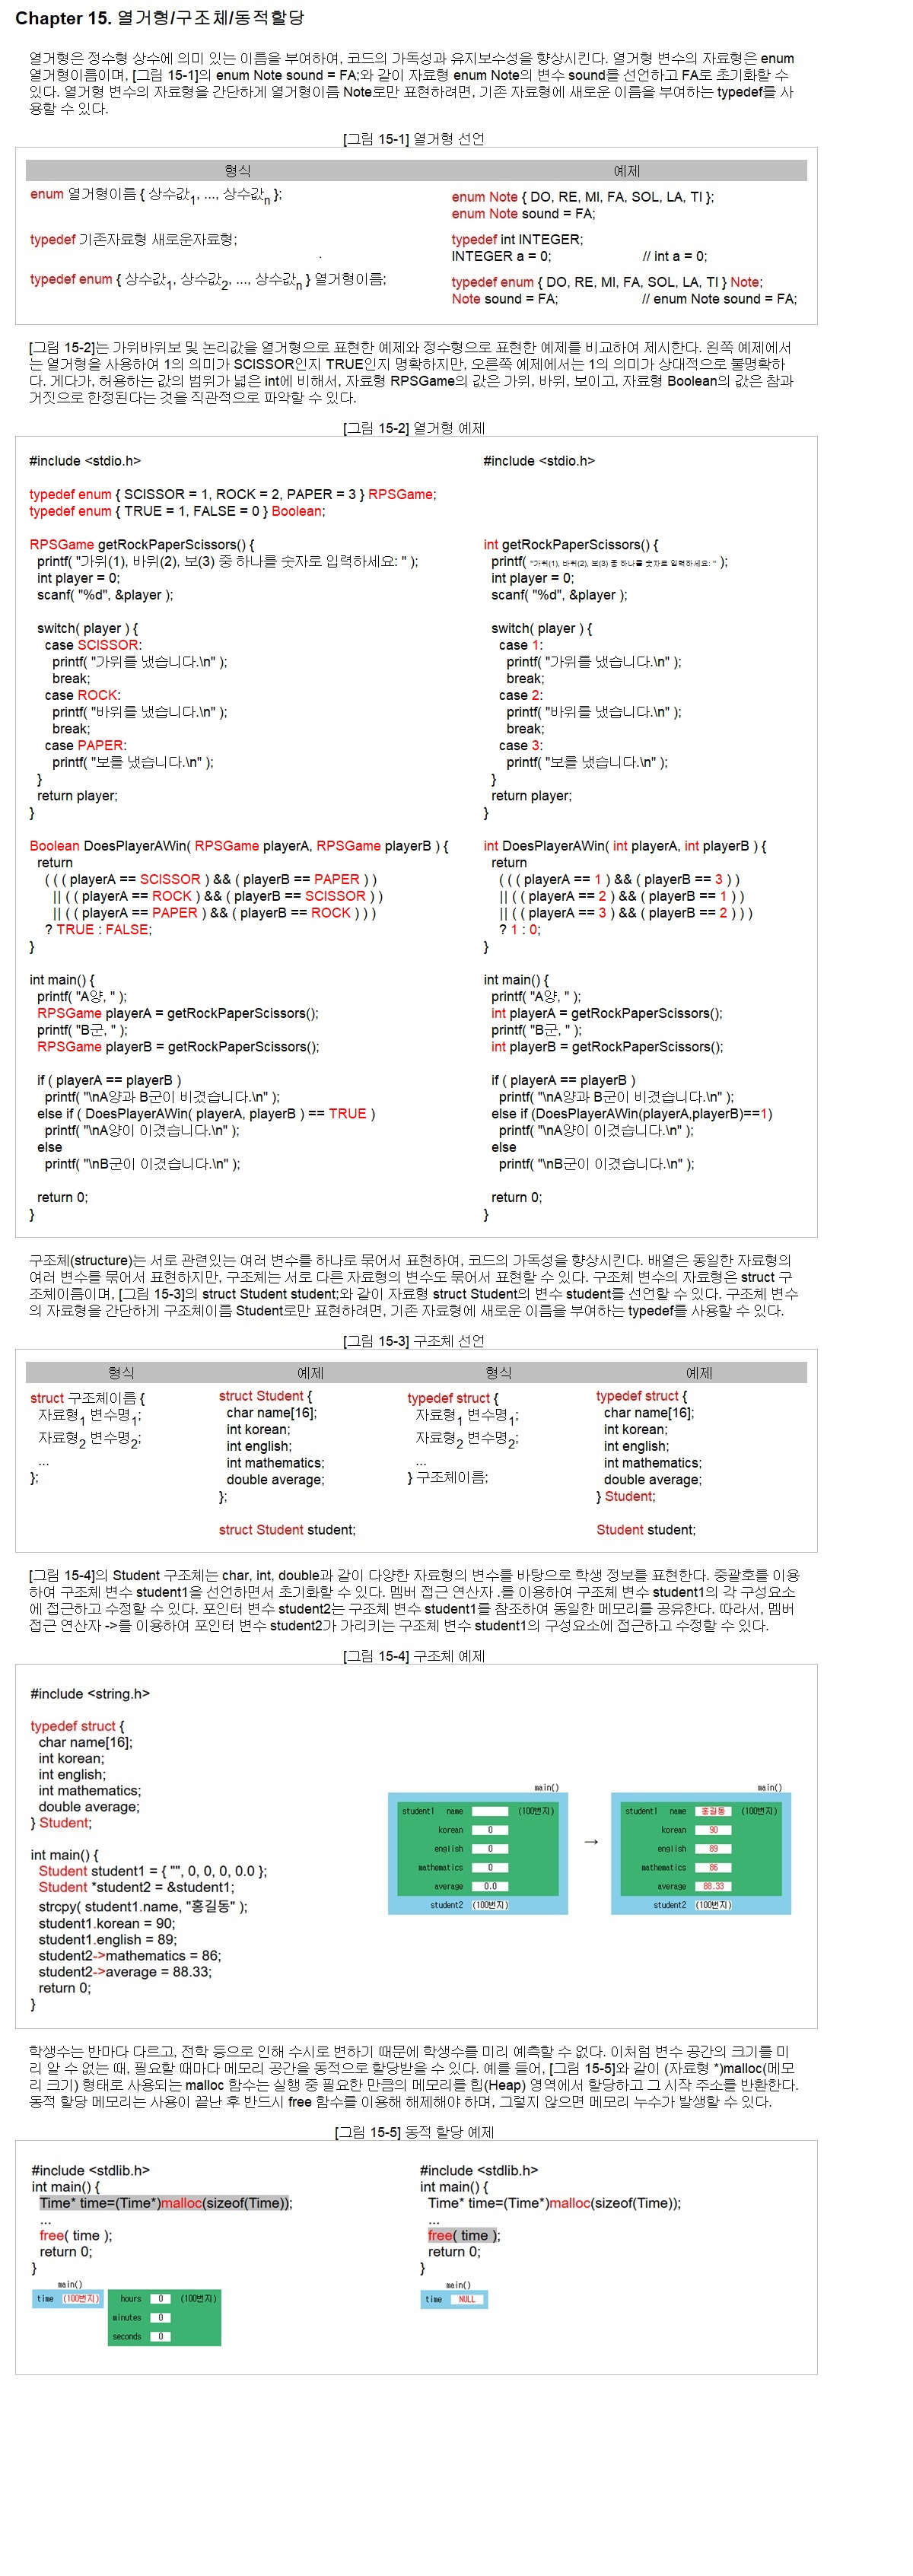 Chapter 15. 열거형/구조체/동적할당
열거형은 정수형 상수에 의미 있는 이름을 부여하여, 코드의 가독성과 유지보수성을 향상시킨다. 열거형 변수의 자료형은 enum
열거형이름이며, [그림 15-1]의 enum Note sound = FA;와 같이 자료형 enum Note의 변수 sound를 선언하고 FA로 초기화할 수
있다. 열거형 변수의 자료형을 간단하게 열거형이름 Note로만 표현하려면, 기존 자료형에 새로운 이름을 부여하는 typedef를 사
용할 수 있다.
[그림 15-1] 열거형 선언
형식 예제
enum 열거형이름 { 상수값1, ..., 상수값n };
enum Note { DO, RE, MI, FA, SOL, LA, TI };
enum Note sound = FA;
typedef 기존자료형 새로운자료형;
typedef int INTEGER;
INTEGER a = 0; // int a = 0;
typedef enum { 상수값1, 상수값2, ..., 상수값n } 열거형이름;
typedef enum { DO, RE, MI, FA, SOL, LA, TI } Note;
Note sound = FA; // enum Note sound = FA;
[그림 15-2]는 가위바위보 및 논리값을 열거형으로 표현한 예제와 정수형으로 표현한 예제를 비교하여 제시한다. 왼쪽 예제에서
는 열거형을 사용하여 1의 의미가 SCISSOR인지 TRUE인지 명확하지만, 오른쪽 예제에서는 1의 의미가 상대적으로 불명확하
다. 게다가, 허용하는 값의 범위가 넓은 int에 비해서, 자료형 RPSGame의 값은 가위, 바위, 보이고, 자료형 Boolean의 값은 참과
거짓으로 한정된다는 것을 직관적으로 파악할 수 있다.
[그림 15-2] 열거형 예제
#include <stdio.h>
typedef enum { SCISSOR = 1, ROCK = 2, PAPER = 3 } RPSGame;
typedef enum { TRUE = 1, FALSE = 0 } Boolean;
RPSGame getRockPaperScissors() {
printf( "가위(1), 바위(2), 보(3) 중 하나를 숫자로 입력하세요: " );
int player = 0;
scanf( "%d", &player );
switch( player ) {
case SCISSOR:
printf( "가위를 냈습니다.\n" );
break;
case ROCK:
printf( "바위를 냈습니다.\n" );
break;
case PAPER:
printf( "보를 냈습니다.\n" );
}
return player;
}
Boolean DoesPlayerAWin( RPSGame playerA, RPSGame playerB ) {
return
( ( ( playerA == SCISSOR ) && ( playerB == PAPER ) )
|| ( ( playerA == ROCK ) && ( playerB == SCISSOR ) )
|| ( ( playerA == PAPER ) && ( playerB == ROCK ) ) )
? TRUE : FALSE;
}
int main() {
printf( "A양, " );
RPSGame playerA = getRockPaperScissors();
printf( "B군, " );
RPSGame playerB = getRockPaperScissors();
if ( playerA == playerB )
printf( "\nA양과 B군이 비겼습니다.\n" );
else if ( DoesPlayerAWin( playerA, playerB ) == TRUE )
printf( "\nA양이 이겼습니다.\n" );
else
printf( "\nB군이 이겼습니다.\n" );
return 0;
}
#include <stdio.h>
int getRockPaperScissors() {
printf( "가위(1), 바위(2), 보(3) 중 하나를 숫자로 입력하세요: " );
int player = 0;
scanf( "%d", &player );
switch( player ) {
case 1:
printf( "가위를 냈습니다.\n" );
break;
case 2:
printf( "바위를 냈습니다.\n" );
break;
case 3:
printf( "보를 냈습니다.\n" );
}
return player;
}
int DoesPlayerAWin( int playerA, int playerB ) {
return
( ( ( playerA == 1 ) && ( playerB == 3 ) )
|| ( ( playerA == 2 ) && ( playerB == 1 ) )
|| ( ( playerA == 3 ) && ( playerB == 2 ) ) )
? 1 : 0;
}
int main() {
printf( "A양, " );
int playerA = getRockPaperScissors();
printf( "B군, " );
int playerB = getRockPaperScissors();
if ( playerA == playerB )
printf( "\nA양과 B군이 비겼습니다.\n" );
else if (DoesPlayerAWin(playerA,playerB)==1)
printf( "\nA양이 이겼습니다.\n" );
else
printf( "\nB군이 이겼습니다.\n" );
return 0;
}
구조체(structure)는 서로 관련있는 여러 변수를 하나로 묶어서 표현하여, 코드의 가독성을 향상시킨다. 배열은 동일한 자료형의
여러 변수를 묶어서 표현하지만, 구조체는 서로 다른 자료형의 변수도 묶어서 표현할 수 있다. 구조체 변수의 자료형은 struct 구
조체이름이며, [그림 15-3]의 struct Student student;와 같이 자료형 struct Student의 변수 student를 선언할 수 있다. 구조체 변수
의 자료형을 간단하게 구조체이름 Student로만 표현하려면, 기존 자료형에 새로운 이름을 부여하는 typedef를 사용할 수 있다.
[그림 15-3] 구조체 선언
형식 예제 형식 예제
struct 구조체이름 {
자료형1 변수명1;
자료형2 변수명2;
...
};
struct Student {
char name[16];
int korean;
int english;
int mathematics;
double average;
};
struct Student student;
typedef struct {
자료형1 변수명1;
자료형2 변수명2;
...
} 구조체이름;
typedef struct {
char name[16];
int korean;
int english;
int mathematics;
double average;
} Student;
Student student;
[그림 15-4]의 Student 구조체는 char, int, double과 같이 다양한 자료형의 변수를 바탕으로 학생 정보를 표현한다. 중괄호를 이용
하여 구조체 변수 student1을 선언하면서 초기화할 수 있다. 멤버 접근 연산자 .를 이용하여 구조체 변수 student1의 각 구성요소
에 접근하고 수정할 수 있다. 포인터 변수 student2는 구조체 변수 student1를 참조하여 동일한 메모리를 공유한다. 따라서, 멤버
접근 연산자 ->를 이용하여 포인터 변수 student2가 가리키는 구조체 변수 student1의 구성요소에 접근하고 수정할 수 있다.
[그림 15-4] 구조체 예제
#include <string.h>
typedef struct {
char name[16];
int korean;
int english;
int mathematics;
double average;
} Student;
int main() {
Student student1 = { "", 0, 0, 0, 0.0 };
Student *student2 = &student1;
strcpy( student1.name, "홍길동" );
student1.korean = 90;
student1.english = 89;
student2->mathematics = 86;
student2->average = 88.33;
return 0;
}
main()
student1 name (100번지)
korean 0
english 0
mathematics 0
average 0.0
student2 (100번지)
→
main()
student1 name 홍길동 (100번지)
korean 90
english 89
mathematics 86
average 88.33
student2 (100번지)
학생수는 반마다 다르고, 전학 등으로 인해 수시로 변하기 때문에 학생수를 미리 예측할 수 없다. 이처럼 변수 공간의 크기를 미
리 알 수 없는 때, 필요할 때마다 메모리 공간을 동적으로 할당받을 수 있다. 예를 들어, [그림 15-5]와 같이 (자료형 *)malloc(메모
리 크기) 형태로 사용되는 malloc 함수는 실행 중 필요한 만큼의 메모리를 힙(Heap) 영역에서 할당하고 그 시작 주소를 반환한다.
동적 할당 메모리는 사용이 끝난 후 반드시 free 함수를 이용해 해제해야 하며, 그렇지 않으면 메모리 누수가 발생할 수 있다.
[그림 15-5] 동적 할당 예제
#include <stdlib.h>
int main() {
Time* time=(Time*)malloc(sizeof(Time));
...
free( time );
return 0;
}
main()
time (100번지)
hours 0 (100번지)
minutes 0
seconds 0
#include <stdlib.h>
int main() {
Time* time=(Time*)malloc(sizeof(Time));
...
free( time );
return 0;
}
main()
time NULL